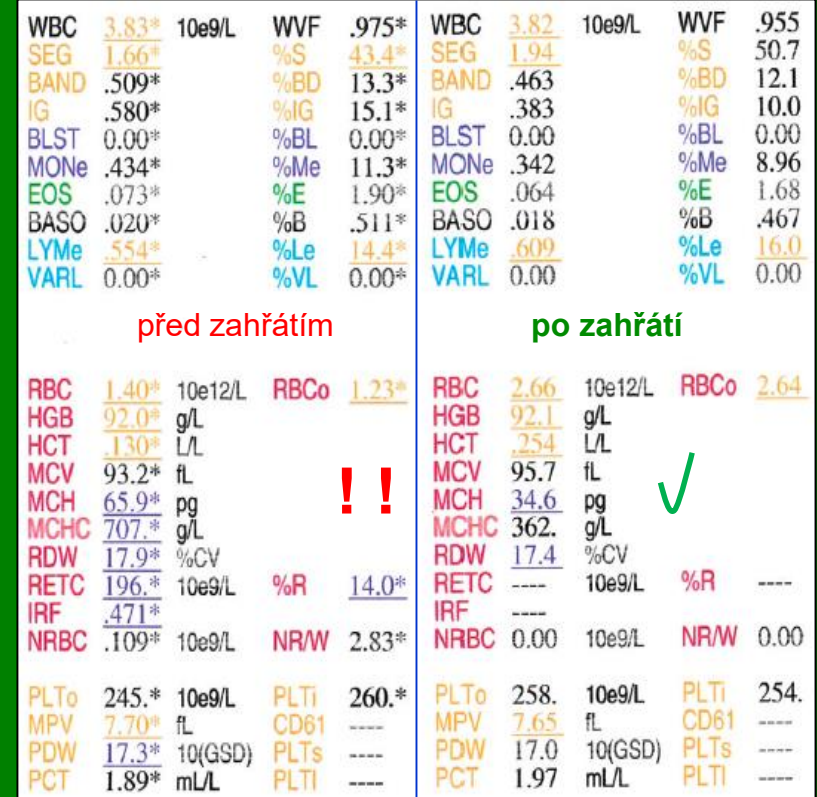 WBC 3.83* 10e9/L WVF .975*
SEG 1.66* %S 43.4*
BAND .509* %BD 13.3*
IG .580* %IG 15.1*
BLST 0.00* %BL 0.00*
MONe .434* %Me 11.3*
EOS .073* %E 1.90*
BASO .020* %B .511*
LYMe .554* %Le 14.4*
VARL 0.00* %VL 0.00*
před zahřátím
RBC 1.40* 10e12/L RBCo 1.23*
HGB 92.0* g/L
HCT .130* L/L
MCV 93.2* fL
MCH 65.9* pg
MCHC 707.* g/L
! !
RDW 17.9* %CV
RETC 196.* 10e9/L %R 14.0*
IRF .471*
NRBC .109* 10e9/L NR/W 2.83*
PLTo 245.* 10e9/L PLTi 260.*
MPV 7.70* fL CD61 ----
PDW 17.3* 10(GSD) PLTs ----
PCT 1.89* mL/L PLTI ----
WBC 3.82 10e9/L WVF .955
SEG 1.94 %S 50.7
BAND .463 %BD 12.1
IG .383 %IG 10.0
BLST 0.00 %BL 0.00
MONe .342 %Me 8.96
EOS .064 %E 1.68
BASO .018 %B .467
LYMe .609 %Le 16.0
VARL 0.00 %VL 0.00
po zahřátí
RBC 2.66 10e12/L RBCo 2.64
HGB 92.1 g/L
HCT .254 L/L
MCV 95.7 fL
MCH 34.6 pg
MCHC 362. g/L
RDW 17.4 %CV
RETC ---- 10e9/L %R ----
IRF ----
NRBC 0.00 10e9/L NR/W 0.00
PLTo 258. 10e9/L PLTi 254.
MPV 7.65 fL CD61 ----
PDW 17.0 10(GSD) PLTs ----
PCT 1.97 mL/L PLTI ----